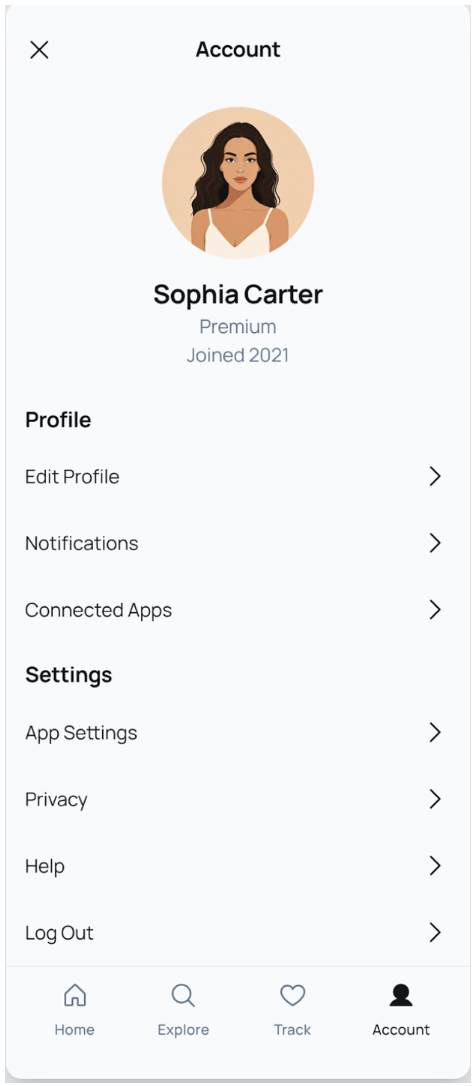 Account
Sophia Carter
Premium
Joined 2021
Profile
Edit Profile
Notifications
Connected Apps
Settings
App Settings
Privacy
Help
Log Out
Home Explore Track Account